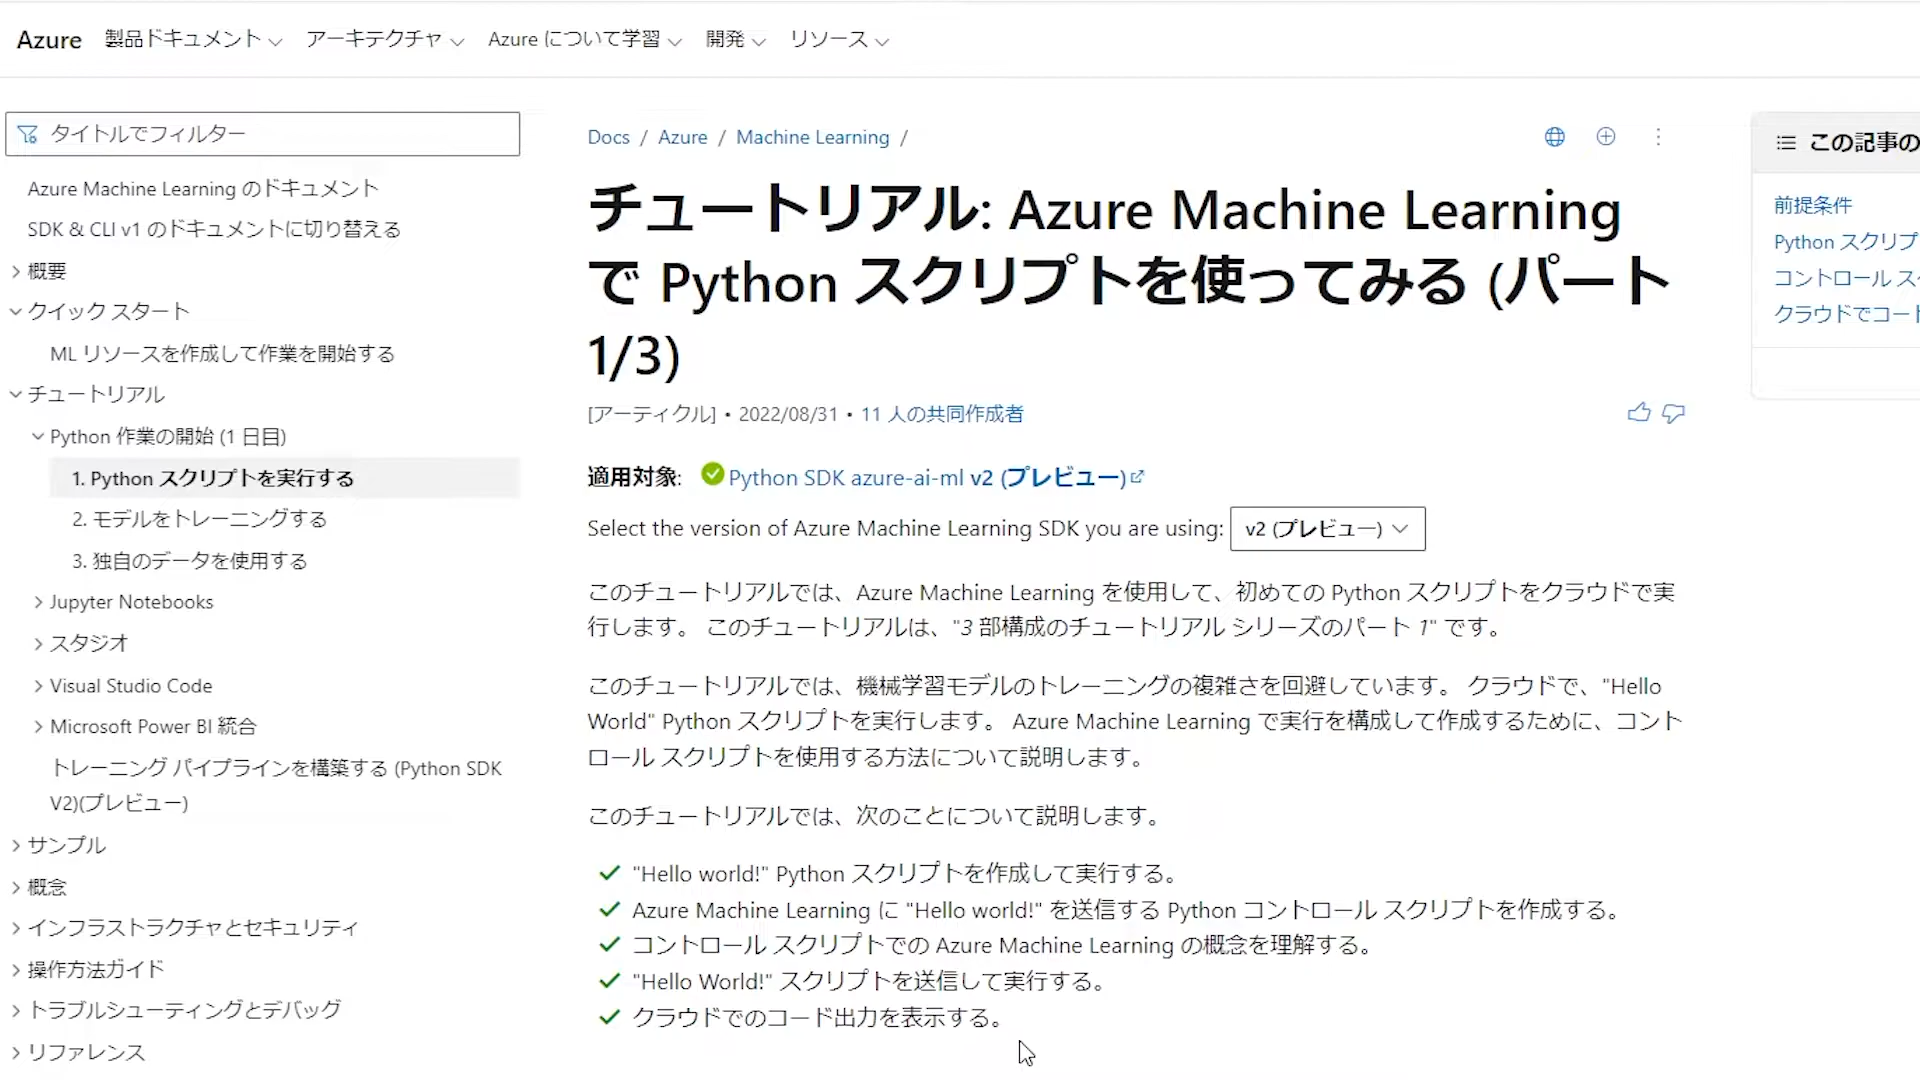 Azure 製品ドキュメント アーキテクチャ Azure について学習 開発 リソース
タイトルでフィルター
Azure Machine Learning のドキュメント
SDK & CLI v1 のドキュメントに切り替える
概要
クイック スタート
ML リソースを作成して作業を開始する
チュートリアル
Python 作業の開始 (1 日目)
1. Python スクリプトを実行する
2. モデルをトレーニングする
3. 独自のデータを使用する
Jupyter Notebooks
スタジオ
Visual Studio Code
Microsoft Power BI 統合
トレーニング パイプラインを構築する (Python SDK
V2)(プレビュー)
サンプル
概念
インフラストラクチャとセキュリティ
操作方法ガイド
トラブルシューティングとデバッグ
リファレンス
Docs / Azure / Machine Learning /
チュートリアル: Azure Machine Learning
で Python スクリプトを使ってみる (パート
1/3)
[アーティクル] • 2022/08/31 • 11 人の共同作成者
適用対象: Python SDK azure-ai-ml v2 (プレビュー)
Select the version of Azure Machine Learning SDK you are using: v2 (プレビュー)
このチュートリアルでは、Azure Machine Learning を使用して、初めての Python スクリプトをクラウドで実
行します。 このチュートリアルは、"3 部構成のチュートリアル シリーズのパート 1" です。
このチュートリアルでは、機械学習モデルのトレーニングの複雑さを回避しています。 クラウドで、"Hello
World" Python スクリプトを実行します。 Azure Machine Learning で実行を構成して作成するために、コント
ロール スクリプトを使用する方法について説明します。
このチュートリアルでは、次のことについて説明します。
"Hello world!" Python スクリプトを作成して実行する。
Azure Machine Learning に "Hello world!" を送信する Python コントロール スクリプトを作成する。
コントロール スクリプトでの Azure Machine Learning の概念を理解する。
"Hello World!" スクリプトを送信して実行する。
クラウドでのコード出力を表示する。
この記事の
前提条件
Python スクリプ
コントロール ス
クラウドでコー